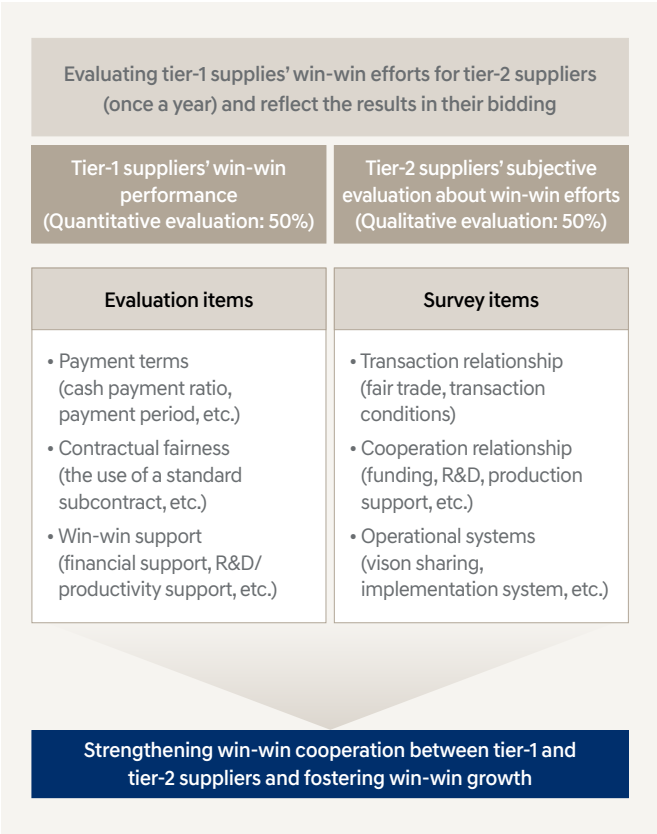 Evaluating tier-1 supplies' win-win efforts for tier-2 suppliers
(once a year) and reflect the results in their bidding
Tier-1 suppliers' win-win
performance
(Quantitative evaluation: 50%)
Tier-2 suppliers' subjective
evaluation about win-win efforts
(Qualitative evaluation: 50%)
Evaluation items
• Payment terms
(cash payment ratio,
payment period, etc.)
• Contractual fairness
(the use of a standard
subcontract, etc.)
• Win-win support
(financial support, R&D/
productivity support, etc.)
Survey items
• Transaction relationship
(fair trade, transaction
conditions)
• Cooperation relationship
(funding, R&D, production
support, etc.)
• Operational systems
(vison sharing,
implementation system, etc.)
Strengthening win-win cooperation between tier-1 and
tier-2 suppliers and fostering win-win growth